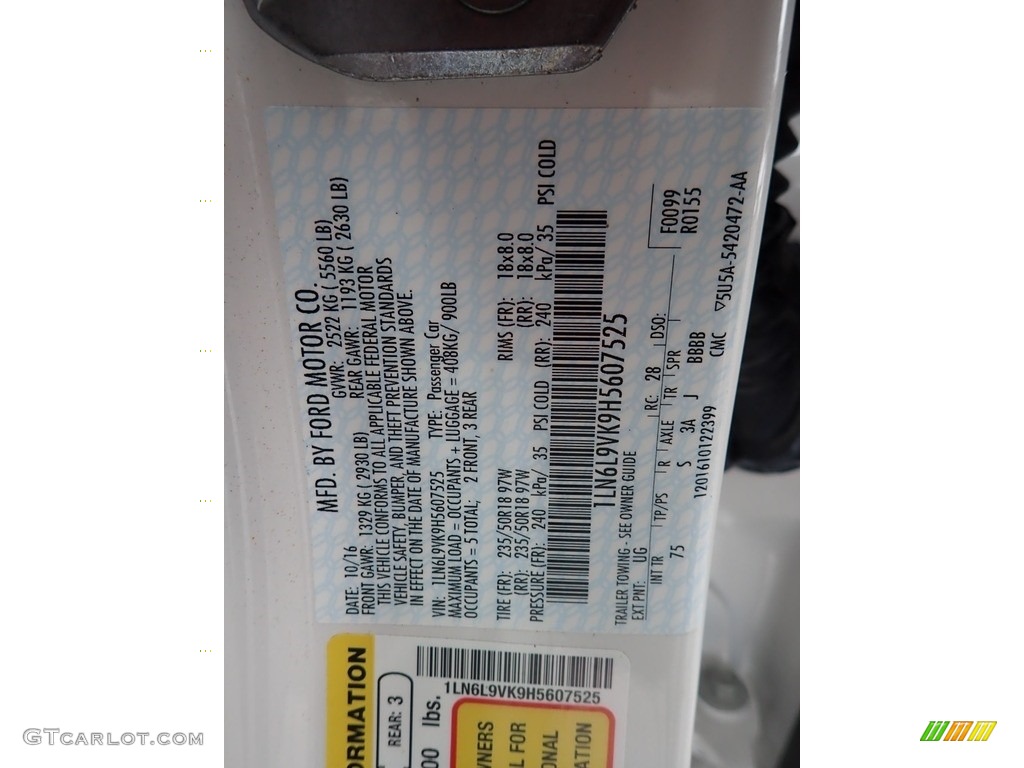 MFD. BY FORD MOTOR CO.
DATE: 10/16 GVWR: 2522 KG ( 5560 LB)
FRONT GAWR: 1329 KG ( 2930 LB) REAR GAWR: 1193 KG ( 2630 LB)
THIS VEHICLE CONFORMS TO ALL APPLICABLE FEDERAL MOTOR
VEHICLE SAFETY, BUMPER, AND THEFT PREVENTION STANDARDS
IN EFFECT ON THE DATE OF MANUFACTURE SHOWN ABOVE.
VIN: 1LN6L9VK9H5607525 TYPE: Passenger Car
MAXIMUM LOAD = OCCUPANTS + LUGGAGE = 408KG/ 900LB
OCCUPANTS = 5 TOTAL, 2 FRONT, 3 REAR
TIRE (FR): 235/50R18 97W RIMS (FR): 18x8.0
(RR): 235/50R18 97W (RR): 18x8.0
PRESSURE (FR): 240 kPa/ 35 PSI COLD (RR): 240 kPa/ 35 PSI COLD
1LN6L9VK9H5607525
TRAILER TOWING - SEE OWNER GUIDE
EXT PNT: UG RC: 28 DSO: F0099
R0155
INT TR TP/PS R AXLE TR SPR
75 S 3A J BBBB
1201610122399 CMC ▽5U5A-5420472-AA
1LN6L9VK9H5607525
ORMATION
REAR: 3
00 lbs.
WNERS
L FOR
ONAL
ATION
GTCARLOT.COM